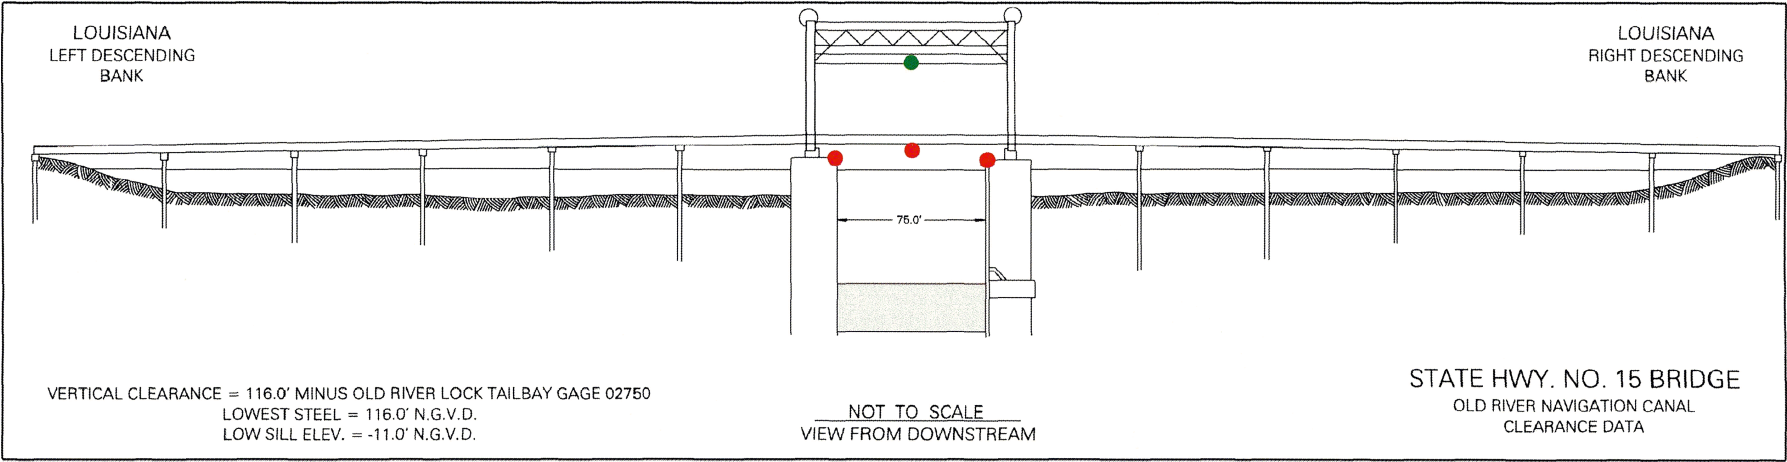 LOUISIANA
LEFT DESCENDING
BANK
LOUISIANA
RIGHT DESCENDING
BANK
75.0'
VERTICAL CLEARANCE = 116.0' MINUS OLD RIVER LOCK TAILBAY GAGE 02750
LOWEST STEEL = 116.0' N.G.V.D.
LOW SILL ELEV. = -11.0' N.G.V.D.
NOT TO SCALE
VIEW FROM DOWNSTREAM
STATE HWY. NO. 15 BRIDGE
OLD RIVER NAVIGATION CANAL
CLEARANCE DATA